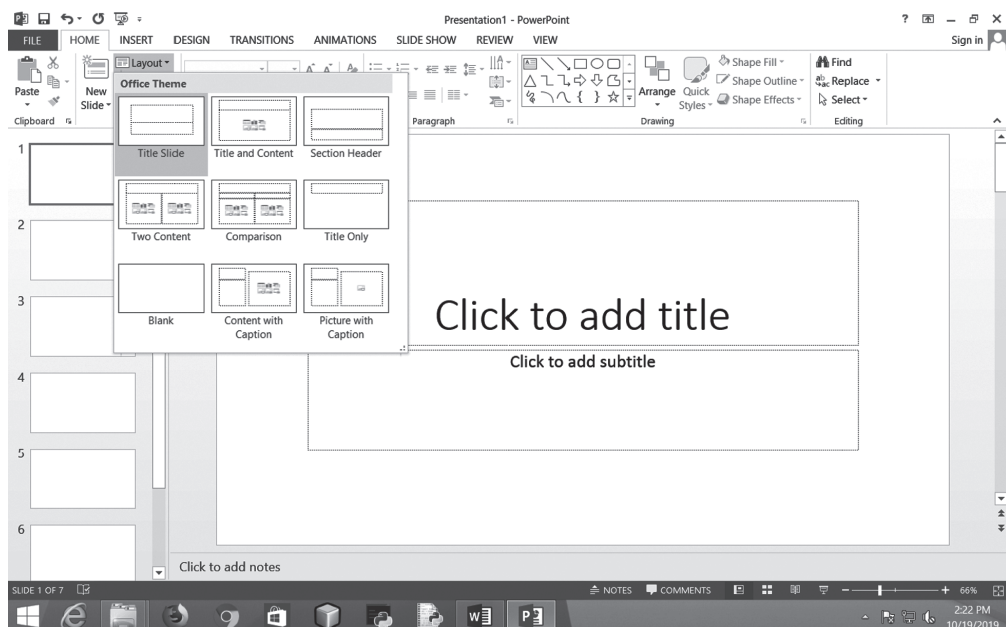 Presentation1 - PowerPoint
?
FILE HOME INSERT DESIGN TRANSITIONS ANIMATIONS SLIDE SHOW REVIEW VIEW Sign in
Paste
New
Slide
Layout
Shape Fill
Shape Outline
Shape Effects
Arrange
Quick
Styles
Find
Replace
Select
Clipboard Paragraph Drawing Editing
Office Theme
Title Slide Title and Content Section Header
Two Content Comparison Title Only
Blank Content with
Caption Picture with
Caption
1
2
3
4
5
6
Click to add title
Click to add subtitle
Click to add notes
SLIDE 1 OF 7 NOTES COMMENTS 66%
2:22 PM
10/19/2019